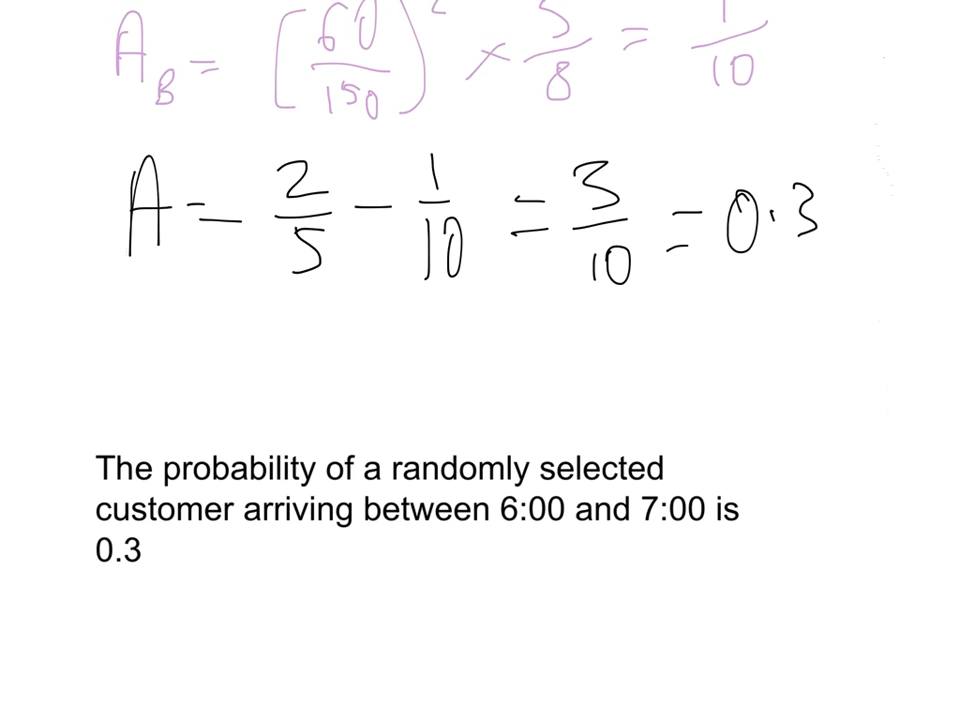 A_B = (60/150)² × 5/8 = 1/10
A = 2/5 - 1/10 = 3/10 = 0.3
The probability of a randomly selected
customer arriving between 6:00 and 7:00 is
0.3